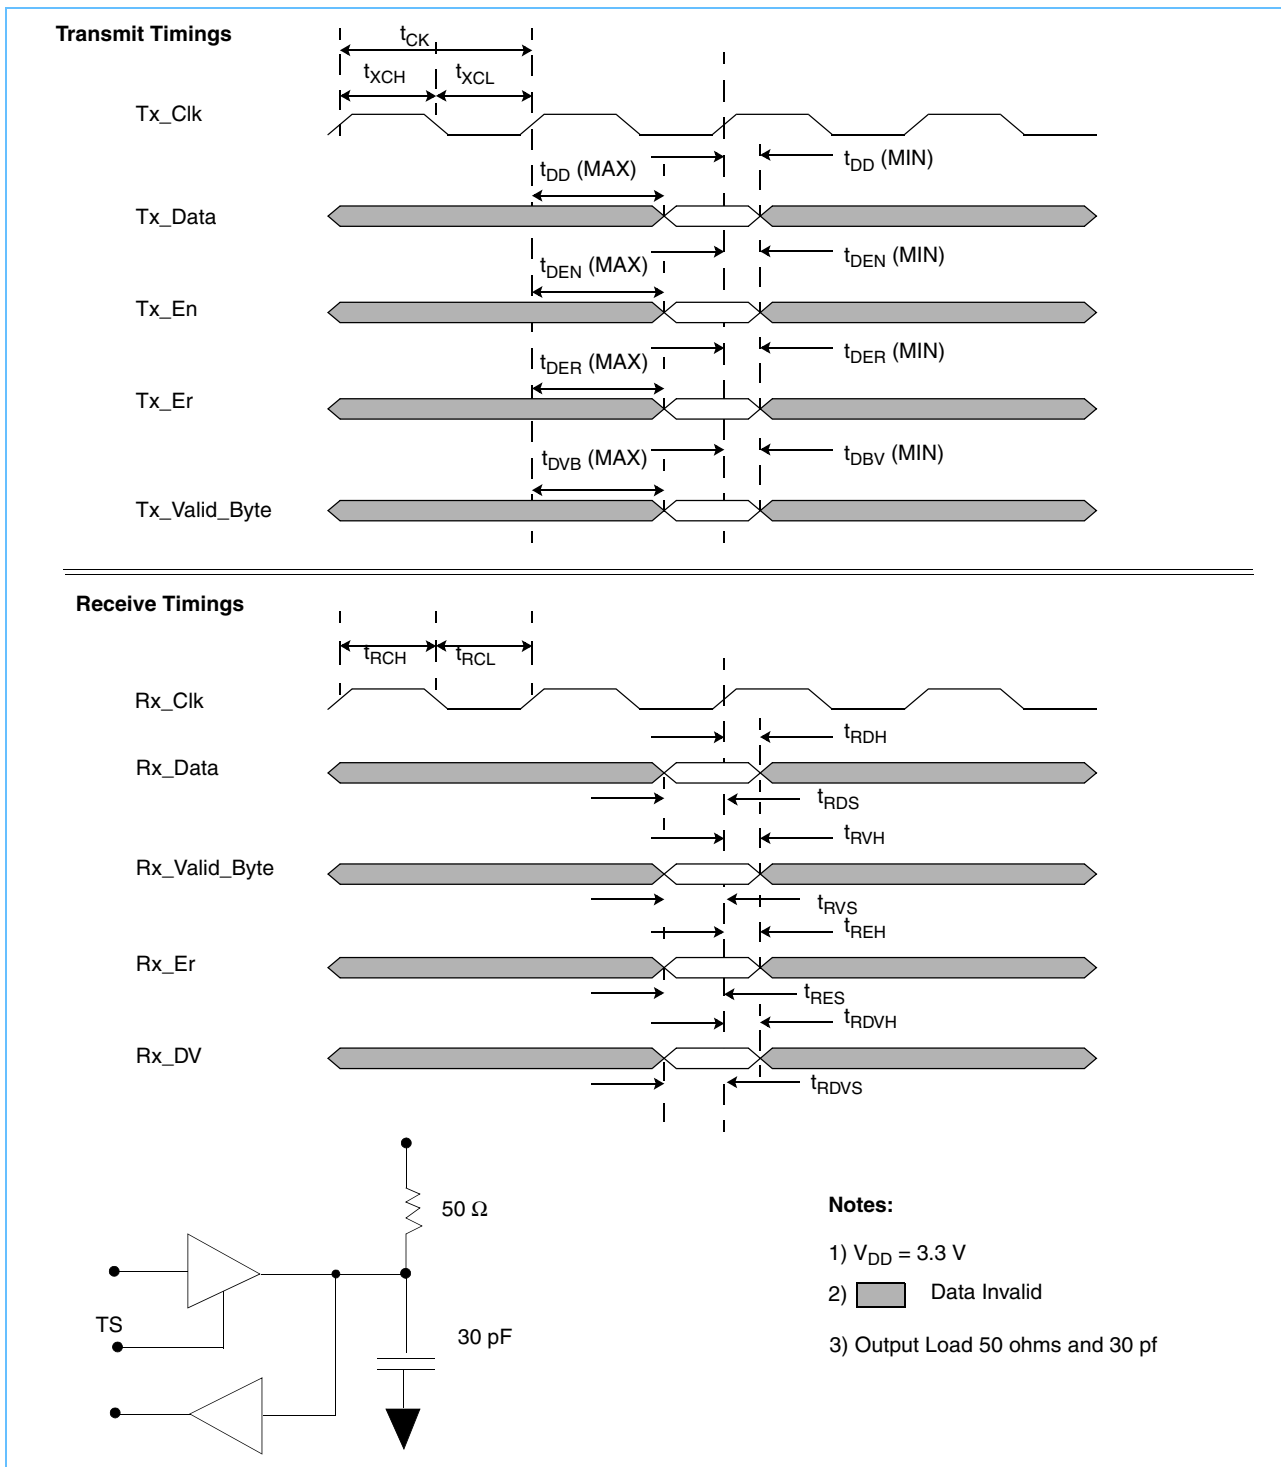 Transmit Timings
tCK
tXCH
tXCL
Tx_Clk
tDD (MAX)
tDD (MIN)
Tx_Data
tDEN (MAX)
tDEN (MIN)
Tx_En
tDER (MAX)
tDER (MIN)
Tx_Er
tDVB (MAX)
tDBV (MIN)
Tx_Valid_Byte
Receive Timings
tRCH
tRCL
Rx_Clk
tRDH
Rx_Data
tRDS
tRVH
Rx_Valid_Byte
tRVS
tREH
Rx_Er
tRES
tRDVH
Rx_DV
tRDVS
50 Ω
TS
30 pF
Notes:
1) VDD = 3.3 V
2) Data Invalid
3) Output Load 50 ohms and 30 pf